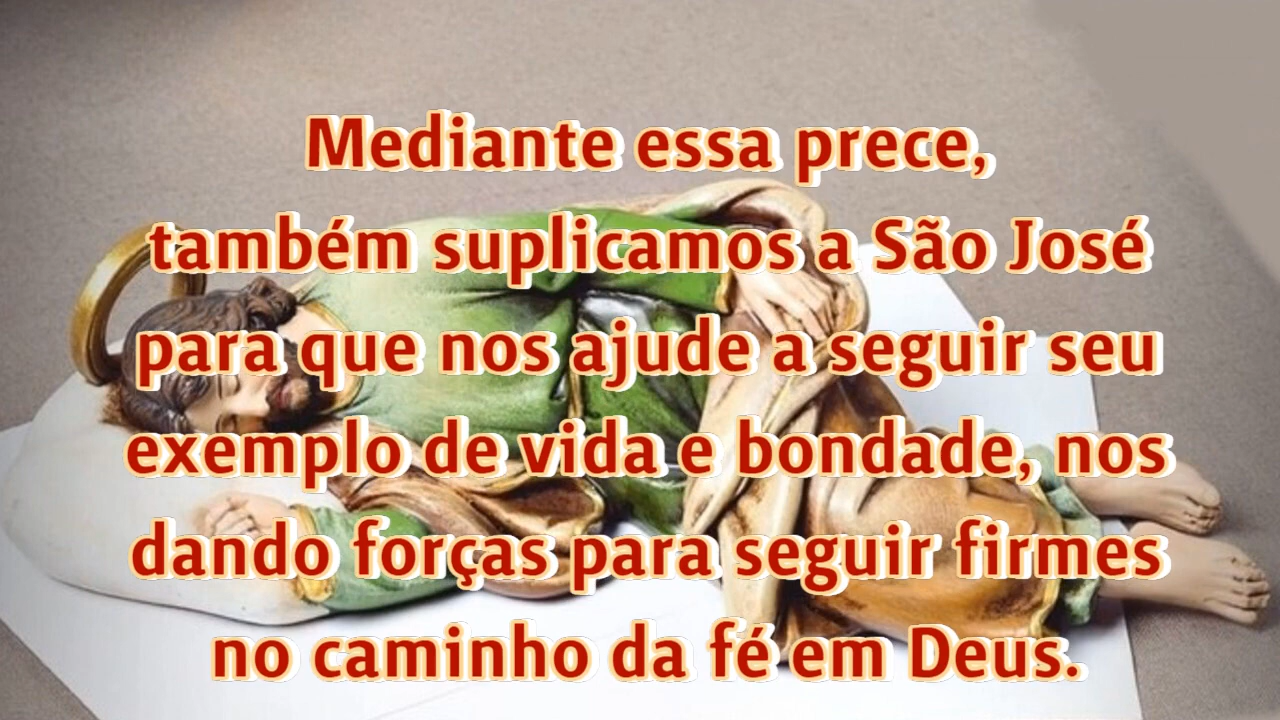 Mediante essa prece,
também suplicamos a São José
para que nos ajude a seguir seu
exemplo de vida e bondade, nos
dando forças para seguir firmes
no caminho da fé em Deus.